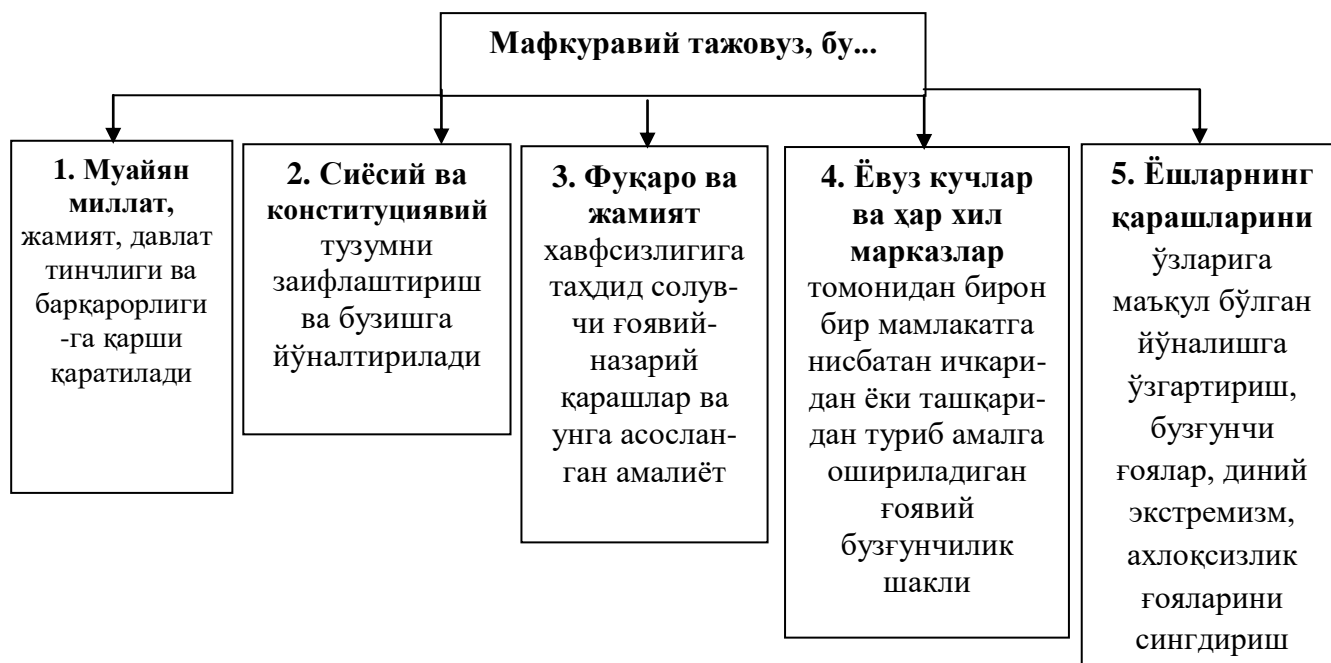 Мафкуравий тажовуз, бу...
1. Муайян
миллат,
жамият, давлат
тинчлиги ва
барқарорлиги
-га қарши
қаратилади
2. Сиёсий ва
конституциявий
тузумни
заифлаштириш
ва бузишга
йўналтирилади
3. Фуқаро ва
жамият
хавфсизлигига
таҳдид солув-
чи ғоявий-
назарий
қарашлар ва
унга асослан-
ган амалиёт
4. Ёвуз кучлар
ва ҳар хил
марказлар
томонидан бирон
бир мамлакатга
нисбатан ичкари-
дан ёки ташқари-
дан туриб амалга
ошириладиган
ғоявий
бузғунчилик
шакли
5. Ёшларнинг
қарашларини
ўзларига
маъқул бўлган
йўналишга
ўзгартириш,
бузғунчи
ғоялар, диний
экстремизм,
ахлоқсизлик
ғояларини
сингдириш